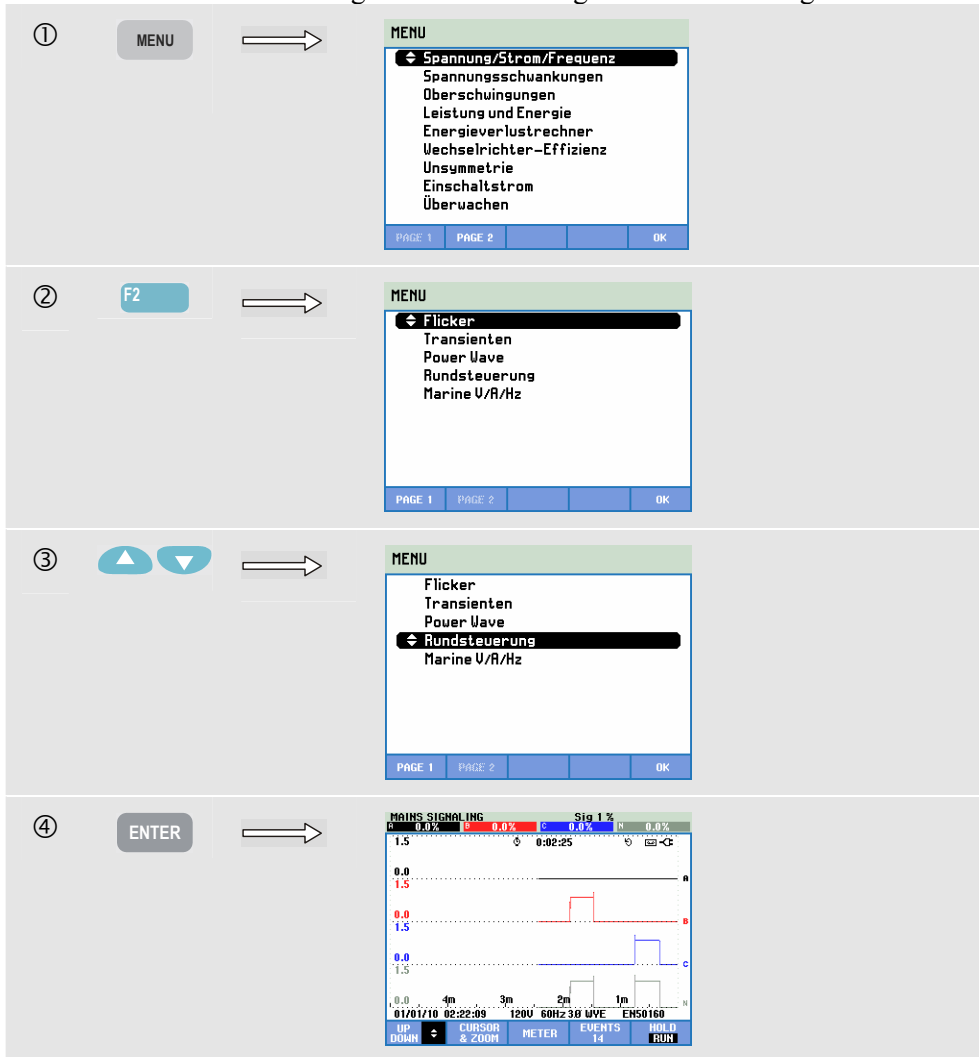 ①
MENU
MENU
Spannung/Strom/Frequenz
Spannungsschwankungen
Oberschwingungen
Leistung und Energie
Energieverlustrechner
Wechselrichter-Effizienz
Unsymmetrie
Einschaltstrom
Überwachen
PAGE 1 PAGE 2 OK
②
F2
MENU
Flicker
Transienten
Power Wave
Rundsteuerung
Marine V/A/Hz
PAGE 1 PAGE 2 OK
③
MENU
Flicker
Transienten
Power Wave
Rundsteuerung
Marine V/A/Hz
PAGE 1 PAGE 2 OK
④
ENTER
MAINS SIGNALING Sig 1 %
A 0.0% B 0.0% C 0.0% N 0.0%
1.5 0:02:25
0.0 A
1.5
0.0 B
1.5
0.0 C
1.5
0.0 4m 3m 2m 1m N
01/01/10 02:22:09 120V 60Hz 3Ø WYE EN50160
UP CURSOR METER EVENTS HOLD
DOWN & ZOOM 14 RUN